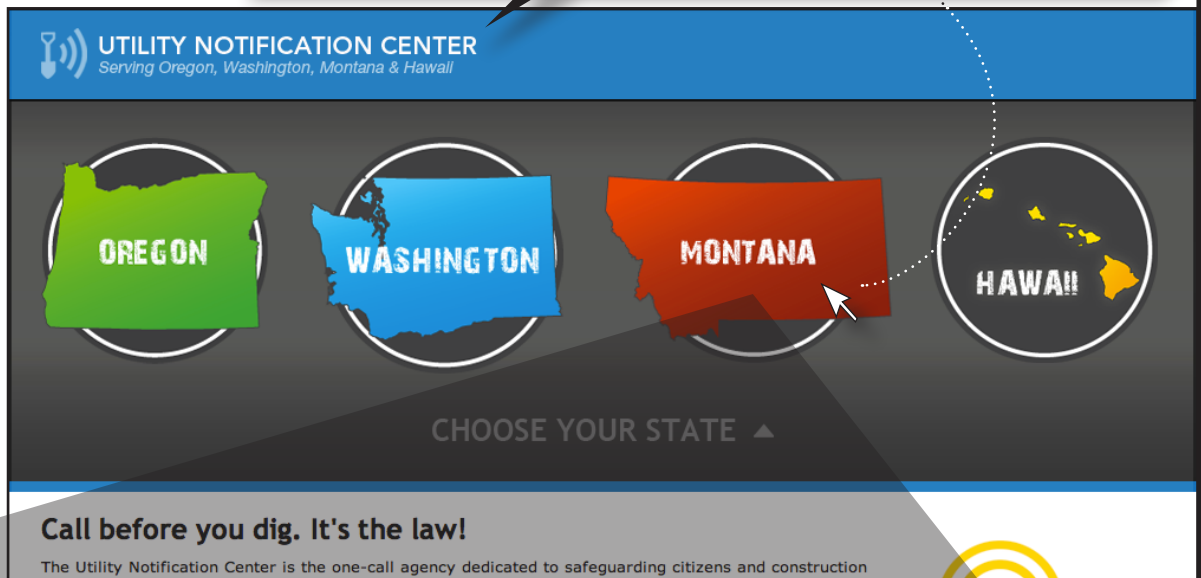 UTILITY NOTIFICATION CENTER
Serving Oregon, Washington, Montana & Hawaii
OREGON
WASHINGTON
MONTANA
HAWAII
CHOOSE YOUR STATE
Call before you dig. It's the law!
The Utility Notification Center is the one-call agency dedicated to safeguarding citizens and construction